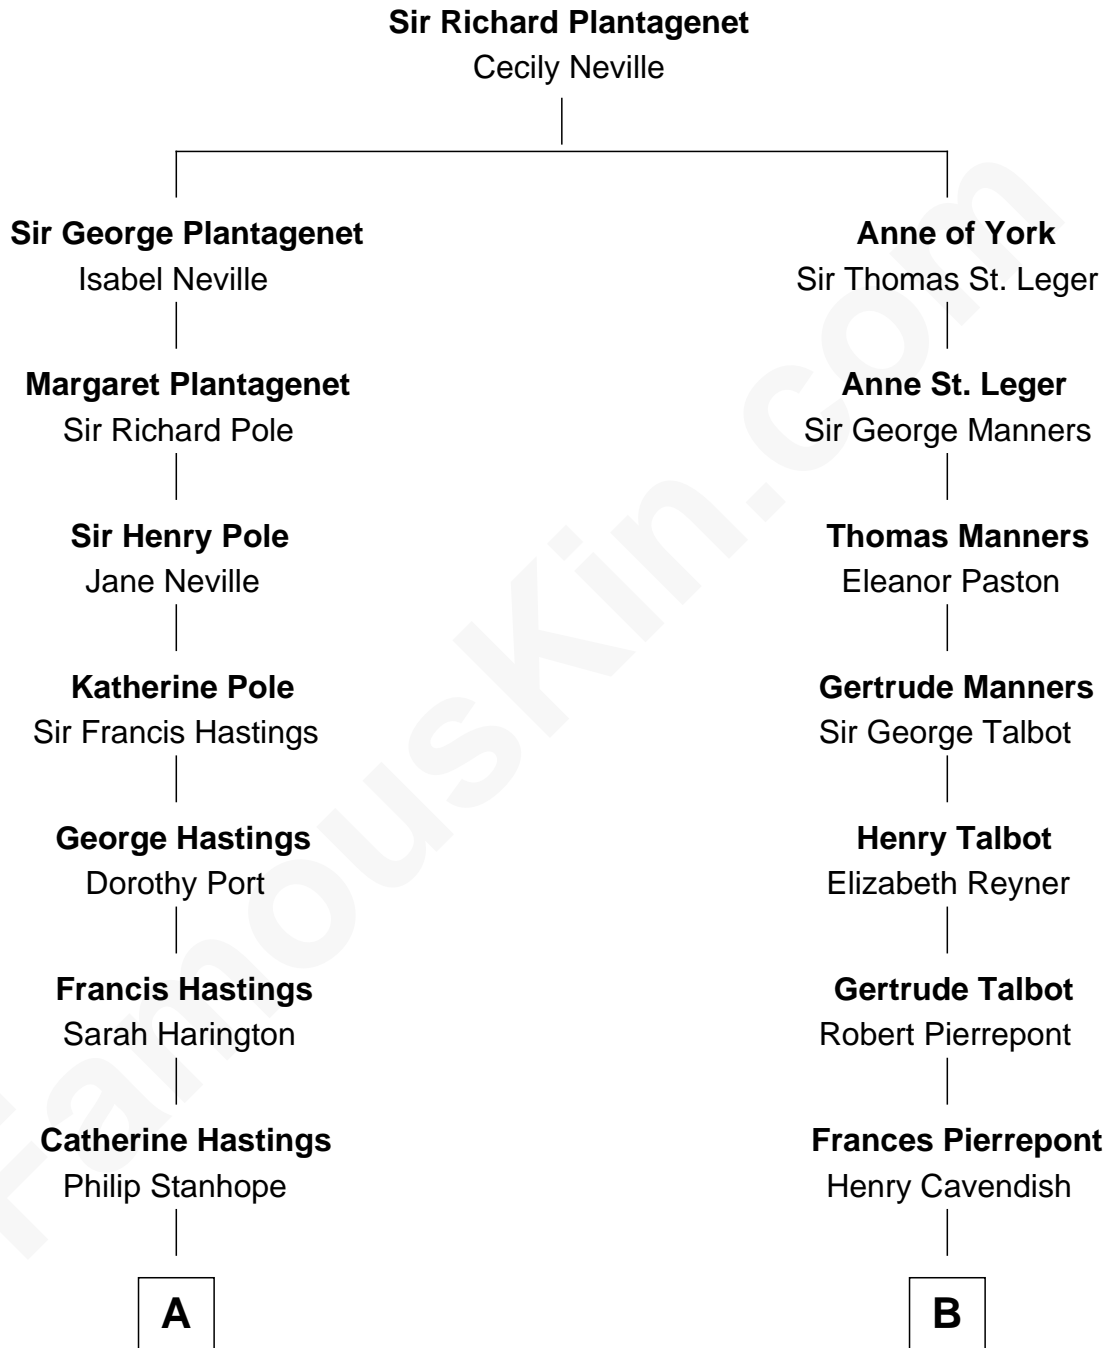 Sir Richard Plantagenet
Cecily Neville
Sir George Plantagenet
Isabel Neville
Anne of York
Sir Thomas St. Leger
Margaret Plantagenet
Sir Richard Pole
Anne St. Leger
Sir George Manners
Sir Henry Pole
Jane Neville
Thomas Manners
Eleanor Paston
Katherine Pole
Sir Francis Hastings
Gertrude Manners
Sir George Talbot
George Hastings
Dorothy Port
Henry Talbot
Elizabeth Reyner
Francis Hastings
Sarah Harington
Gertrude Talbot
Robert Pierrepont
Catherine Hastings
Philip Stanhope
Frances Pierrepont
Henry Cavendish
A
B
FamousKin.com